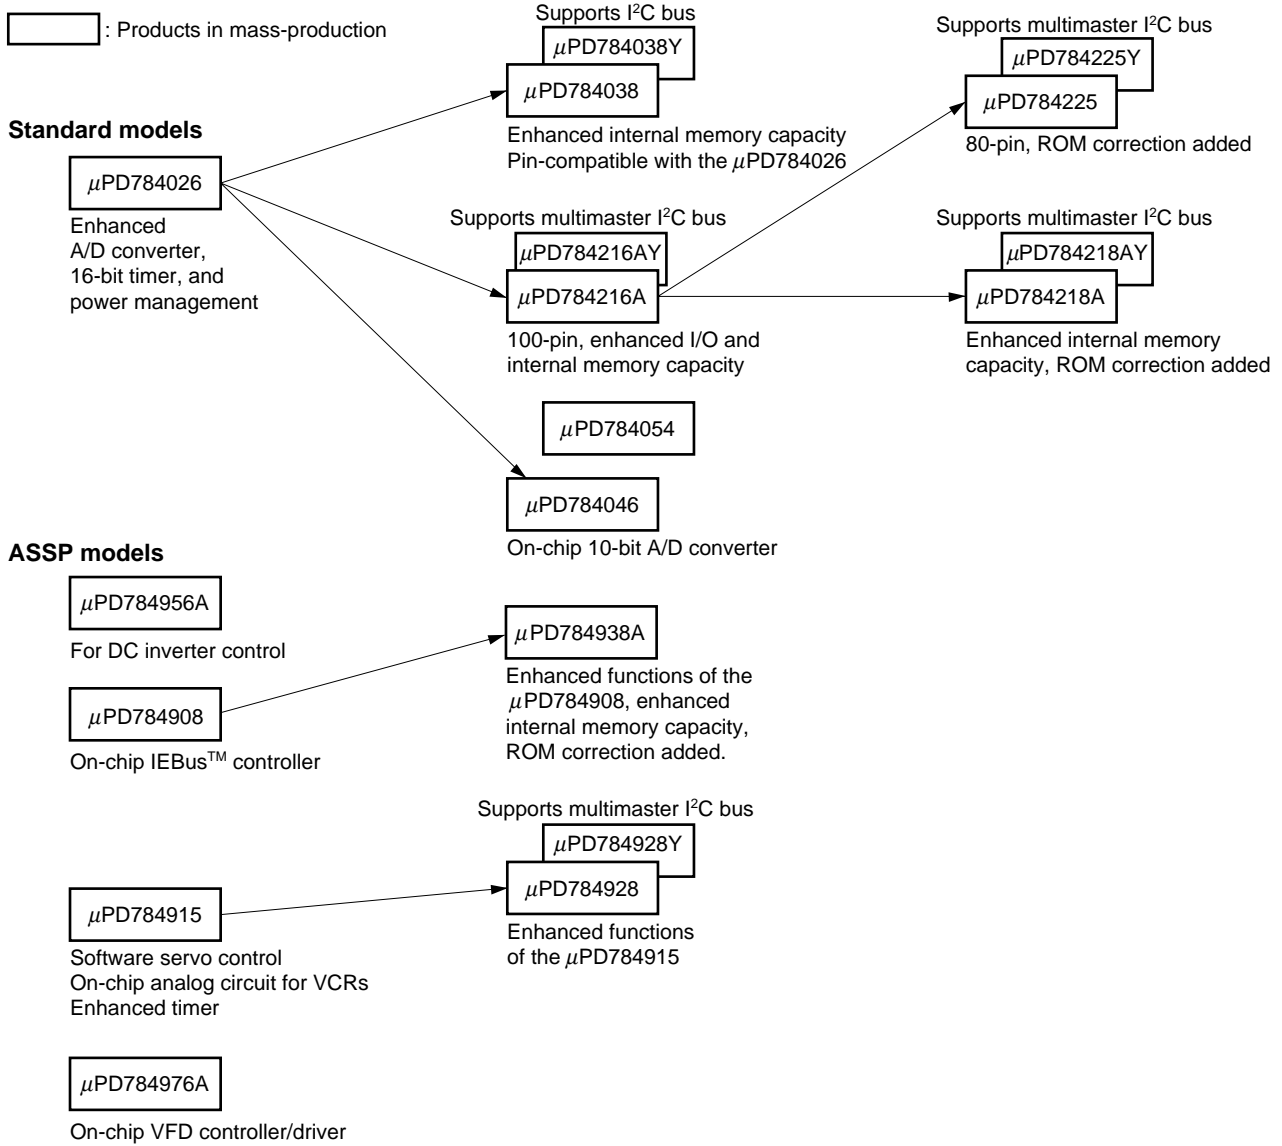 : Products in mass-production
Supports I²C bus
μPD784038Y
μPD784038
Enhanced internal memory capacity
Pin-compatible with the μPD784026
Supports multimaster I²C bus
μPD784225Y
μPD784225
80-pin, ROM correction added
Standard models
μPD784026
Enhanced
A/D converter,
16-bit timer, and
power management
Supports multimaster I²C bus
μPD784216AY
μPD784216A
100-pin, enhanced I/O and
internal memory capacity
Supports multimaster I²C bus
μPD784218AY
μPD784218A
Enhanced internal memory
capacity, ROM correction added
μPD784054
μPD784046
On-chip 10-bit A/D converter
ASSP models
μPD784956A
For DC inverter control
μPD784908
On-chip IEBus™ controller
μPD784938A
Enhanced functions of the
μPD784908, enhanced
internal memory capacity,
ROM correction added.
Supports multimaster I²C bus
μPD784928Y
μPD784928
Enhanced functions
of the μPD784915
μPD784915
Software servo control
On-chip analog circuit for VCRs
Enhanced timer
μPD784976A
On-chip VFD controller/driver